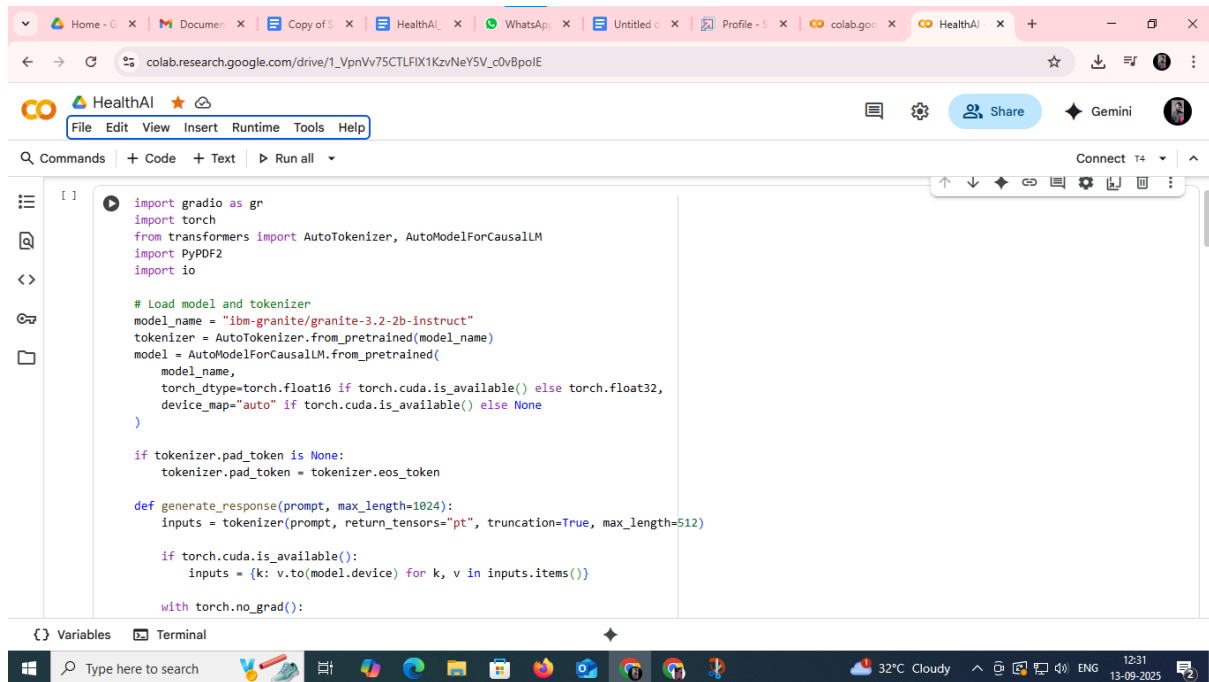 Home - G
Documen
Copy of S
HealthAI_
WhatsApp
Untitled d
Profile - S
colab.goo
HealthAI -
colab.research.google.com/drive/1_VpnVv75CTLFlX1KzvNeY5V_c0vBpolE
HealthAI
Share
Gemini
File Edit View Insert Runtime Tools Help
Commands + Code + Text Run all
Connect T4
[ ]
import gradio as gr
import torch
from transformers import AutoTokenizer, AutoModelForCausalLM
import PyPDF2
import io
# Load model and tokenizer
model_name = "ibm-granite/granite-3.2-2b-instruct"
tokenizer = AutoTokenizer.from_pretrained(model_name)
model = AutoModelForCausalLM.from_pretrained(
    model_name,
    torch_dtype=torch.float16 if torch.cuda.is_available() else torch.float32,
    device_map="auto" if torch.cuda.is_available() else None
)
if tokenizer.pad_token is None:
    tokenizer.pad_token = tokenizer.eos_token
def generate_response(prompt, max_length=1024):
    inputs = tokenizer(prompt, return_tensors="pt", truncation=True, max_length=512)
    if torch.cuda.is_available():
        inputs = {k: v.to(model.device) for k, v in inputs.items()}
    with torch.no_grad():
Variables Terminal
Type here to search
32°C Cloudy
ENG
12:31
13-09-2025
2